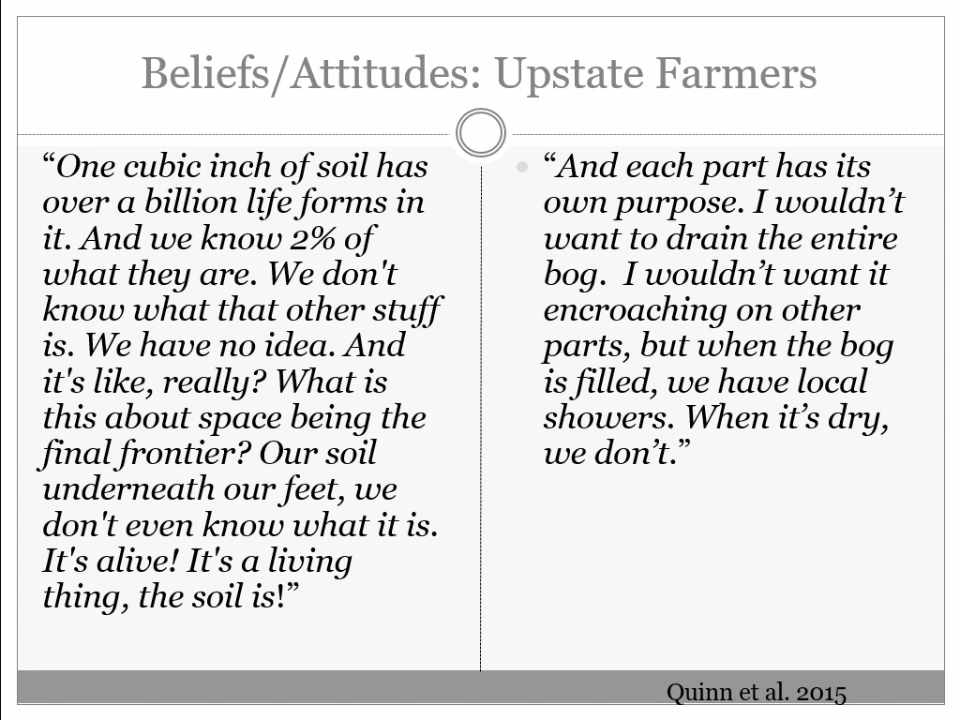 Beliefs/Attitudes: Upstate Farmers
“One cubic inch of soil has
over a billion life forms in
it. And we know 2% of
what they are. We don't
know what that other stuff
is. We have no idea. And
it's like, really? What is
this about space being the
final frontier? Our soil
underneath our feet, we
don't even know what it is.
It's alive! It's a living
thing, the soil is!”
• “And each part has its
own purpose. I wouldn’t
want to drain the entire
bog.  I wouldn’t want it
encroaching on other
parts, but when the bog
is filled, we have local
showers. When it’s dry,
we don’t.”
Quinn et al. 2015